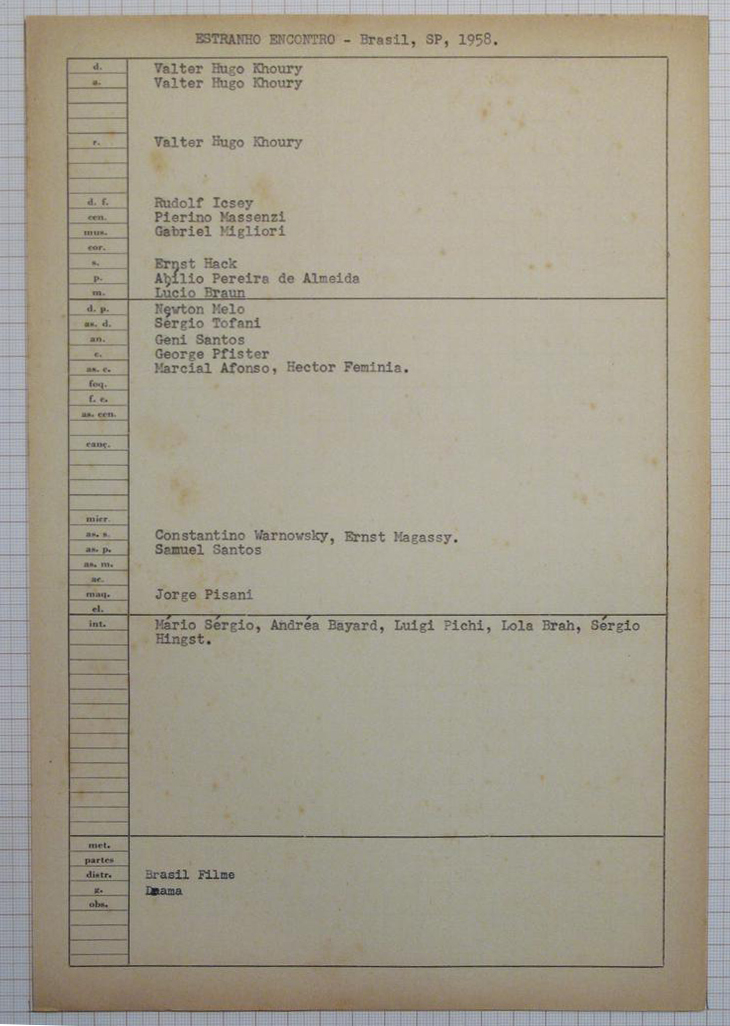 ESTRANHO ENCONTRO - Brasil, SP, 1958.
d. Valter Hugo Khoury
a. Valter Hugo Khoury
r. Valter Hugo Khoury
d. f. Rudolf Icsey
cen. Pierino Massenzi
mus. Gabriel Migliori
cor.
s. Ernst Hack
p. Abílio Pereira de Almeida
m. Lúcio Braun
d. p. Newton Melo
as. d. Sérgio Tofani
an. Geni Santos
c. George Pfister
as. c. Marcial Afonso, Hector Feminia.
foq.
f. c.
as. cen.
canç.
micr.
as. s. Constantino Warnowsky, Ernst Magassy.
as. p. Samuel Santos
as. m.
ac.
maq. Jorge Pisani
el.
int. Mário Sérgio, Andréa Bayard, Luigi Pichi, Lola Brah, Sérgio
Hingst.
met.
partes
distr. Brasil Filme
g. Drama
obs.